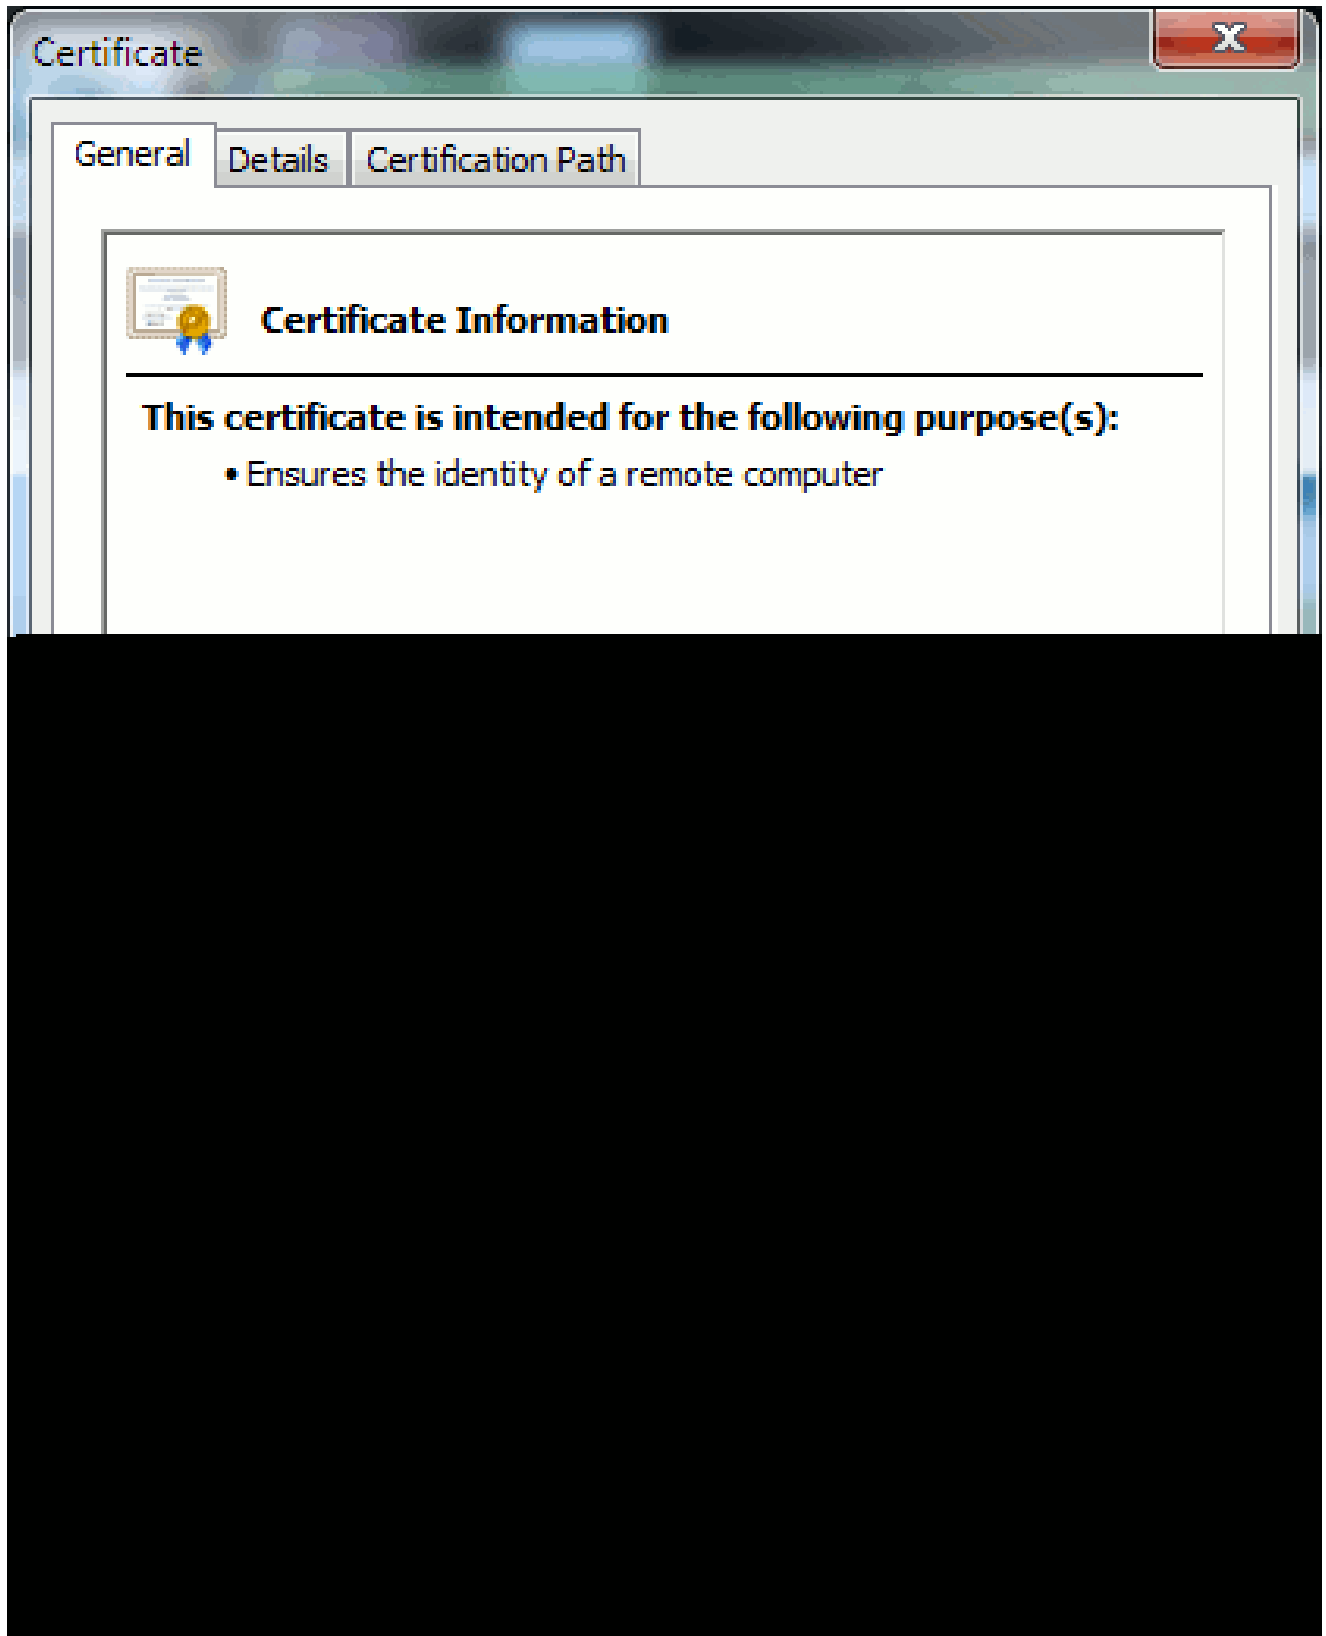 Certificate
General
Details
Certification Path
Certificate Information
This certificate is intended for the following purpose(s):
• Ensures the identity of a remote computer